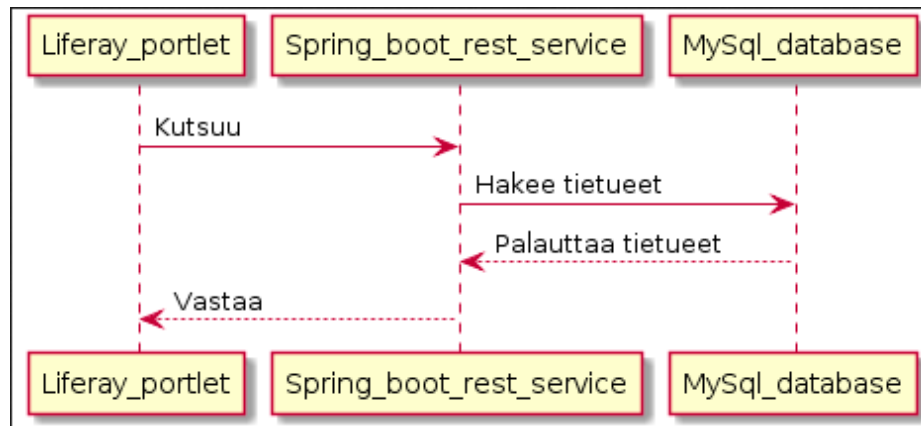 Liferay_portlet
Spring_boot_rest_service
MySql_database
Kutsuu
Hakee tietueet
Palauttaa tietueet
Vastaa
Liferay_portlet
Spring_boot_rest_service
MySql_database